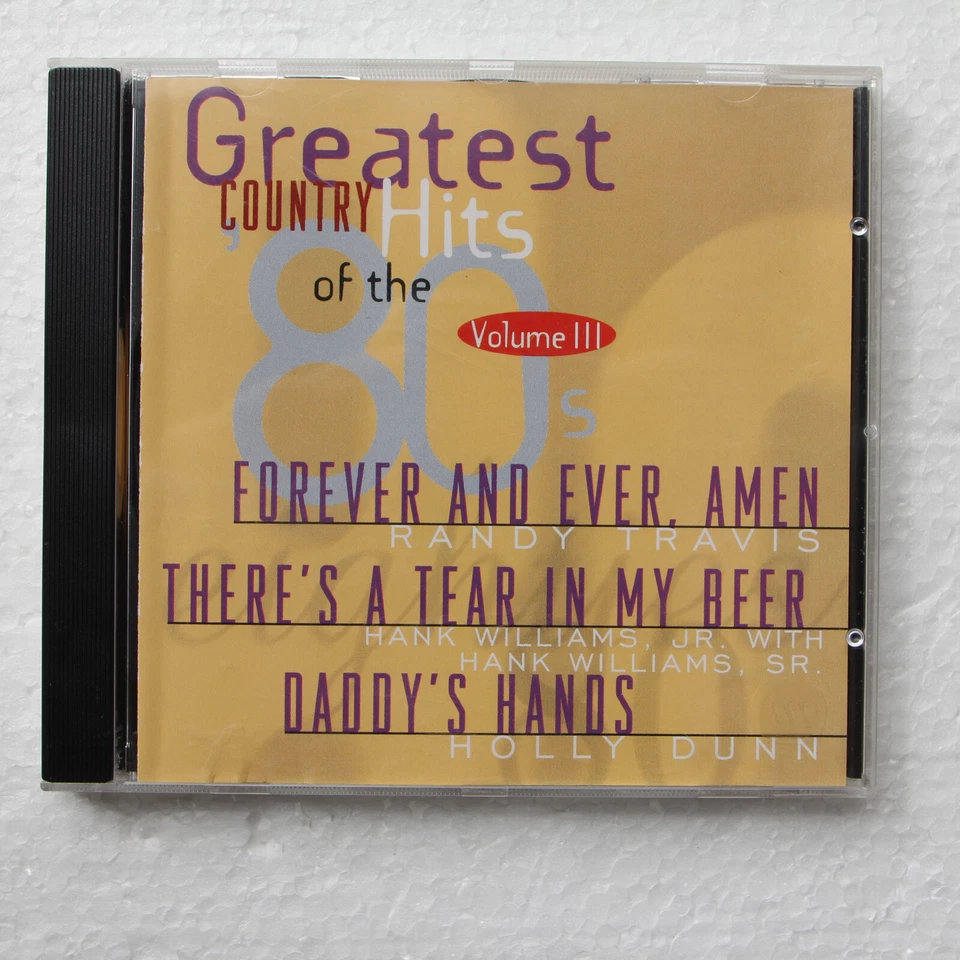 Greatest
COUNTRY Hits
of the
'80s
Volume III
FOREVER AND EVER, AMEN
RANDY TRAVIS
THERE'S A TEAR IN MY BEER
HANK WILLIAMS, JR. WITH
HANK WILLIAMS, SR.
DADDY'S HANDS
HOLLY DUNN